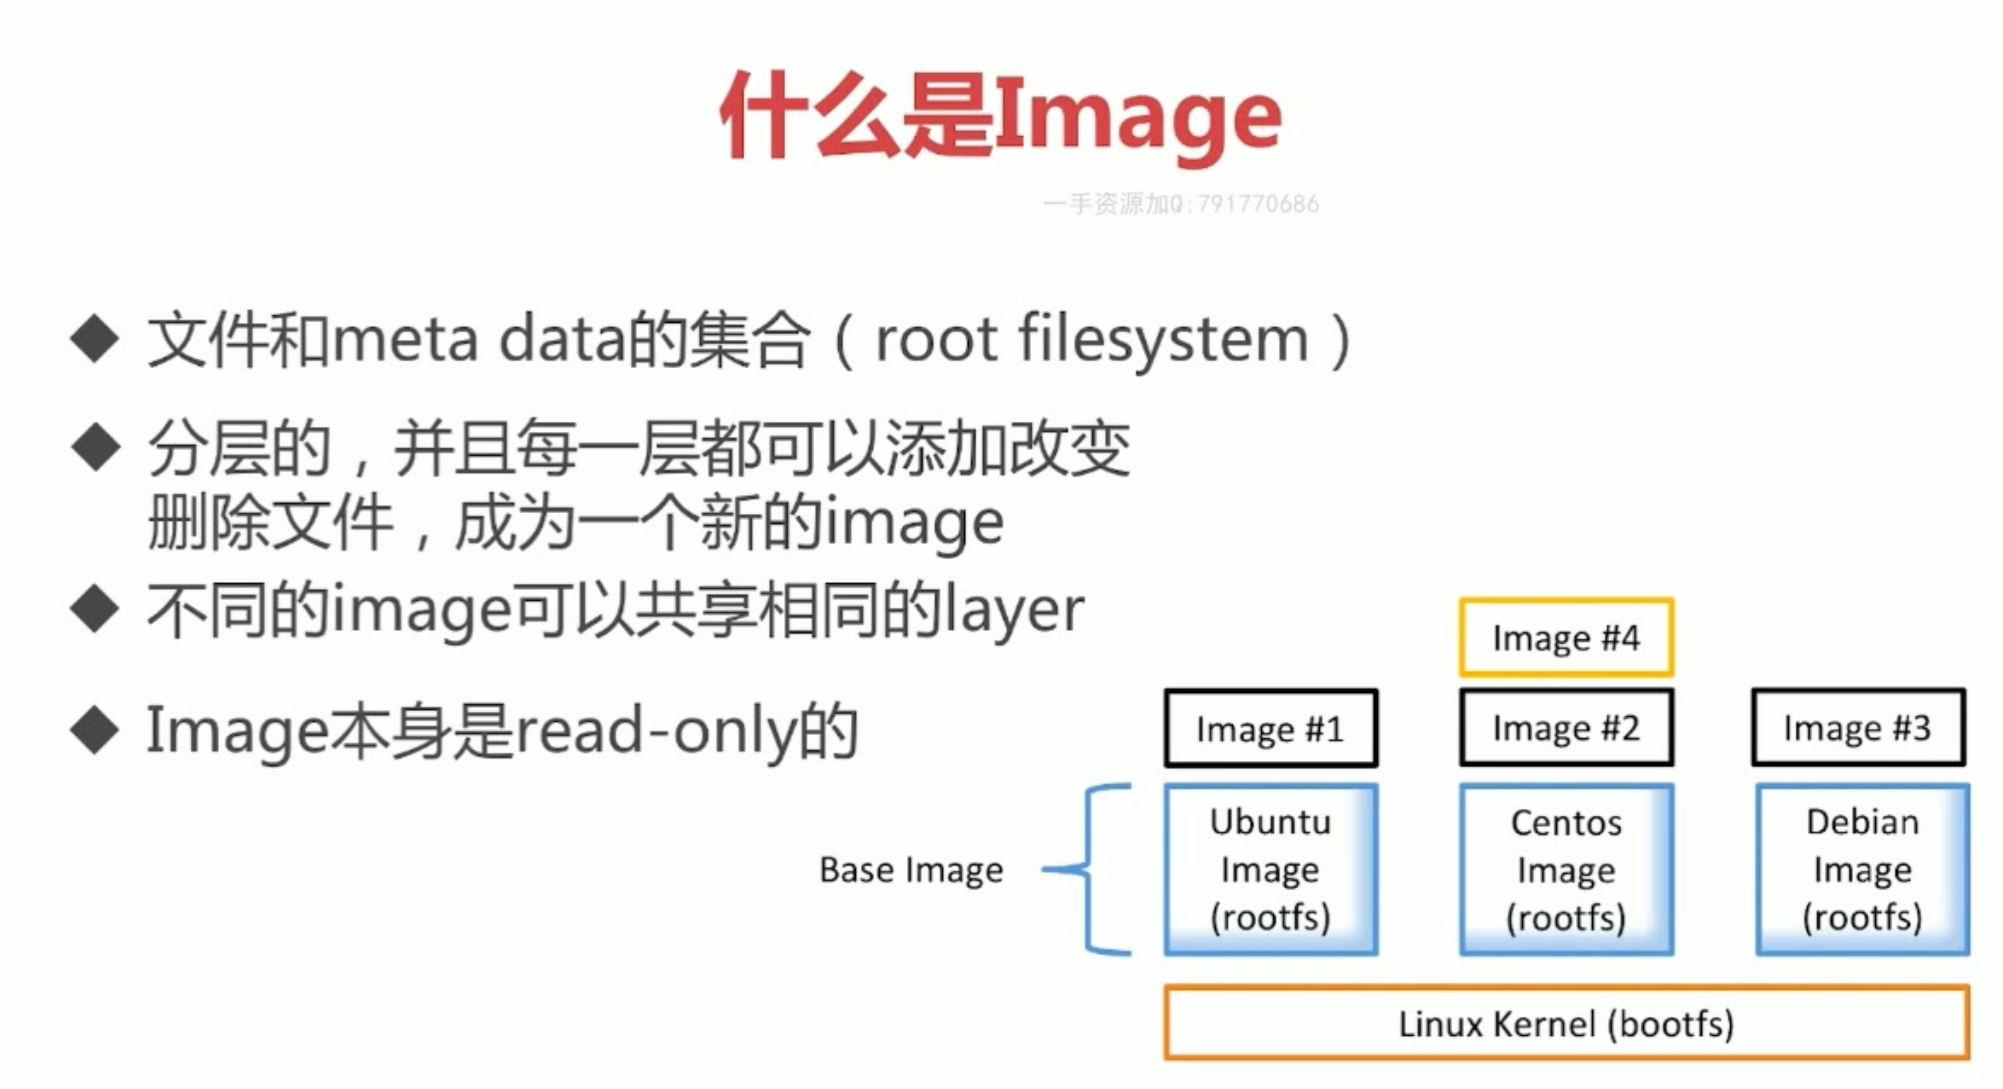 什么是Image
一手资源加Q:791770686
◆ 文件和meta data的集合（root filesystem）
◆ 分层的，并且每一层都可以添加改变
删除文件，成为一个新的image
◆ 不同的image可以共享相同的layer
◆ Image本身是read-only的
Image #4
Image #1
Image #2
Image #3
Base Image
Ubuntu
Image
(rootfs)
Centos
Image
(rootfs)
Debian
Image
(rootfs)
Linux Kernel (bootfs)